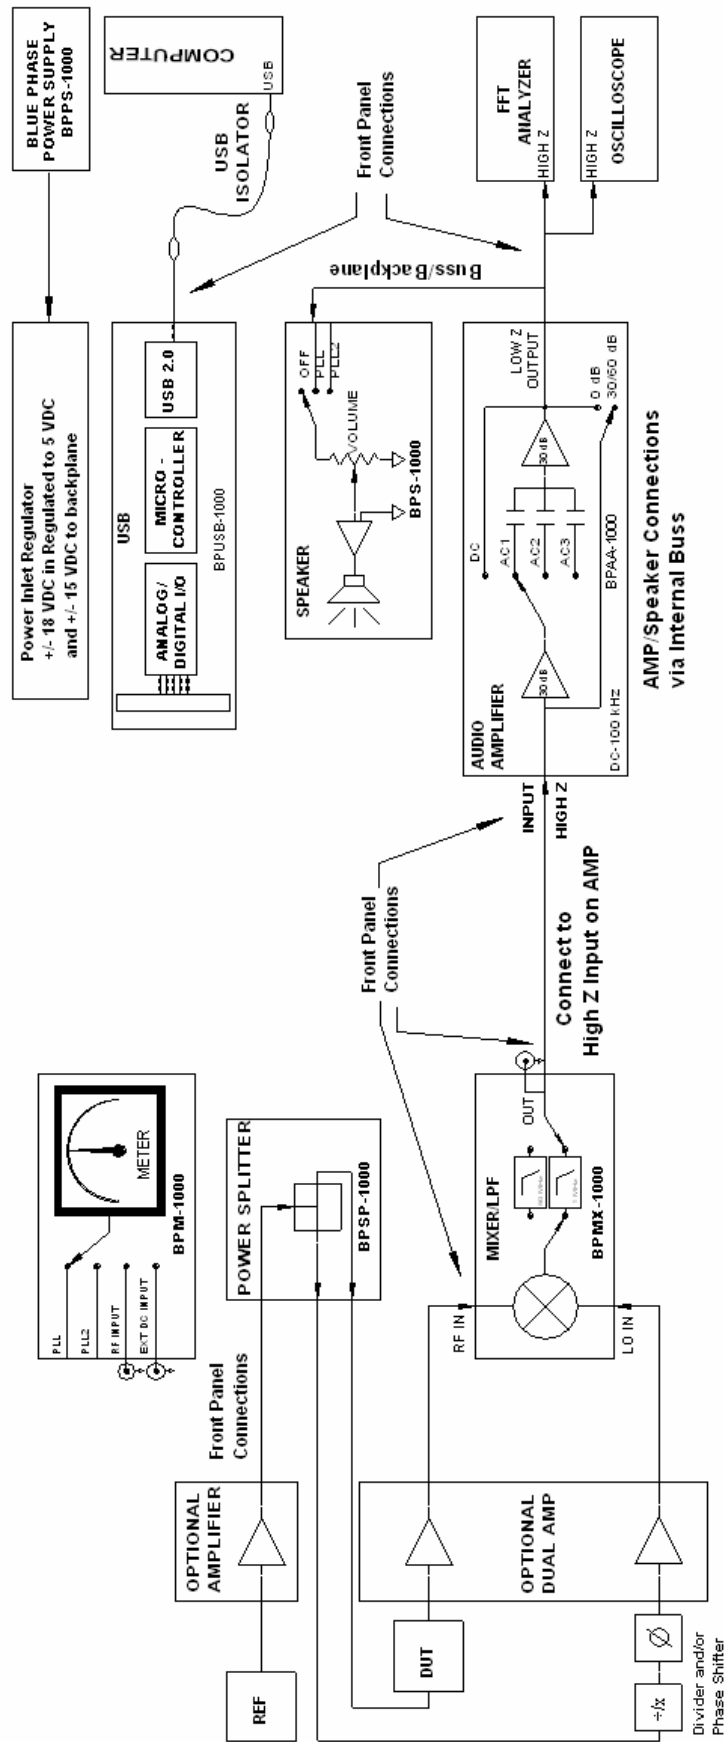 BLUE PHASE
POWER SUPPLY
BPPS-1000
COMPUTER
USB
USB
ISOLATOR
Power Inlet Regulator
+/- 18 VDC in Regulated to 5 VDC
and +/- 15 VDC to backplane
USB
ANALOG/
DIGITAL I/O
MICRO -
CONTROLLER
USB 2.0
BPUSB-1000
Front Panel
Connections
Buss/Backplane
SPEAKER
OFF
PLL
PLL2
VOLUME
BPS-1000
FFT
ANALYZER
HIGH Z
HIGH Z
OSCILLOSCOPE
AUDIO
AMPLIFIER
30 dB
DC
AC1
AC2
AC3
30 dB
LOW Z
OUTPUT
0 dB
30/60 dB
BPAA-1000
DC-100 kHz
AMP/Speaker Connections
via Internal Buss
INPUT
HIGH Z
Front Panel
Connections
Connect to
High Z Input on AMP
METER
BPM-1000
PLL
PLL2
RF INPUT
EXT DC INPUT
POWER SPLITTER
BPSP-1000
MIXER/LPF
OUT
BPMX-1000
RF IN
LO IN
Front Panel
Connections
OPTIONAL
AMPLIFIER
OPTIONAL
DUAL AMP
REF
DUT
÷/x
Ø
Divider and/or
Phase Shifter